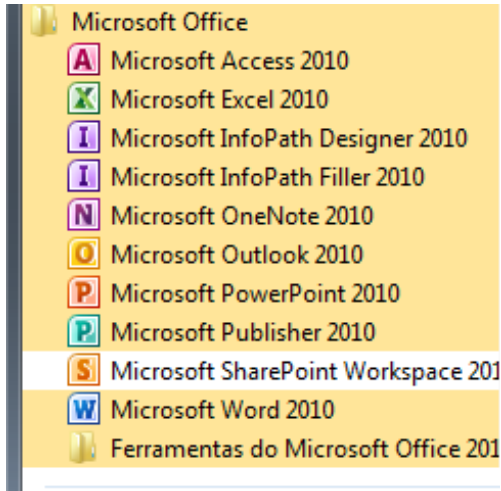 Microsoft Office
A Microsoft Access 2010
X Microsoft Excel 2010
I Microsoft InfoPath Designer 2010
I Microsoft InfoPath Filler 2010
N Microsoft OneNote 2010
O Microsoft Outlook 2010
P Microsoft PowerPoint 2010
P Microsoft Publisher 2010
S Microsoft SharePoint Workspace 201
W Microsoft Word 2010
Ferramentas do Microsoft Office 201